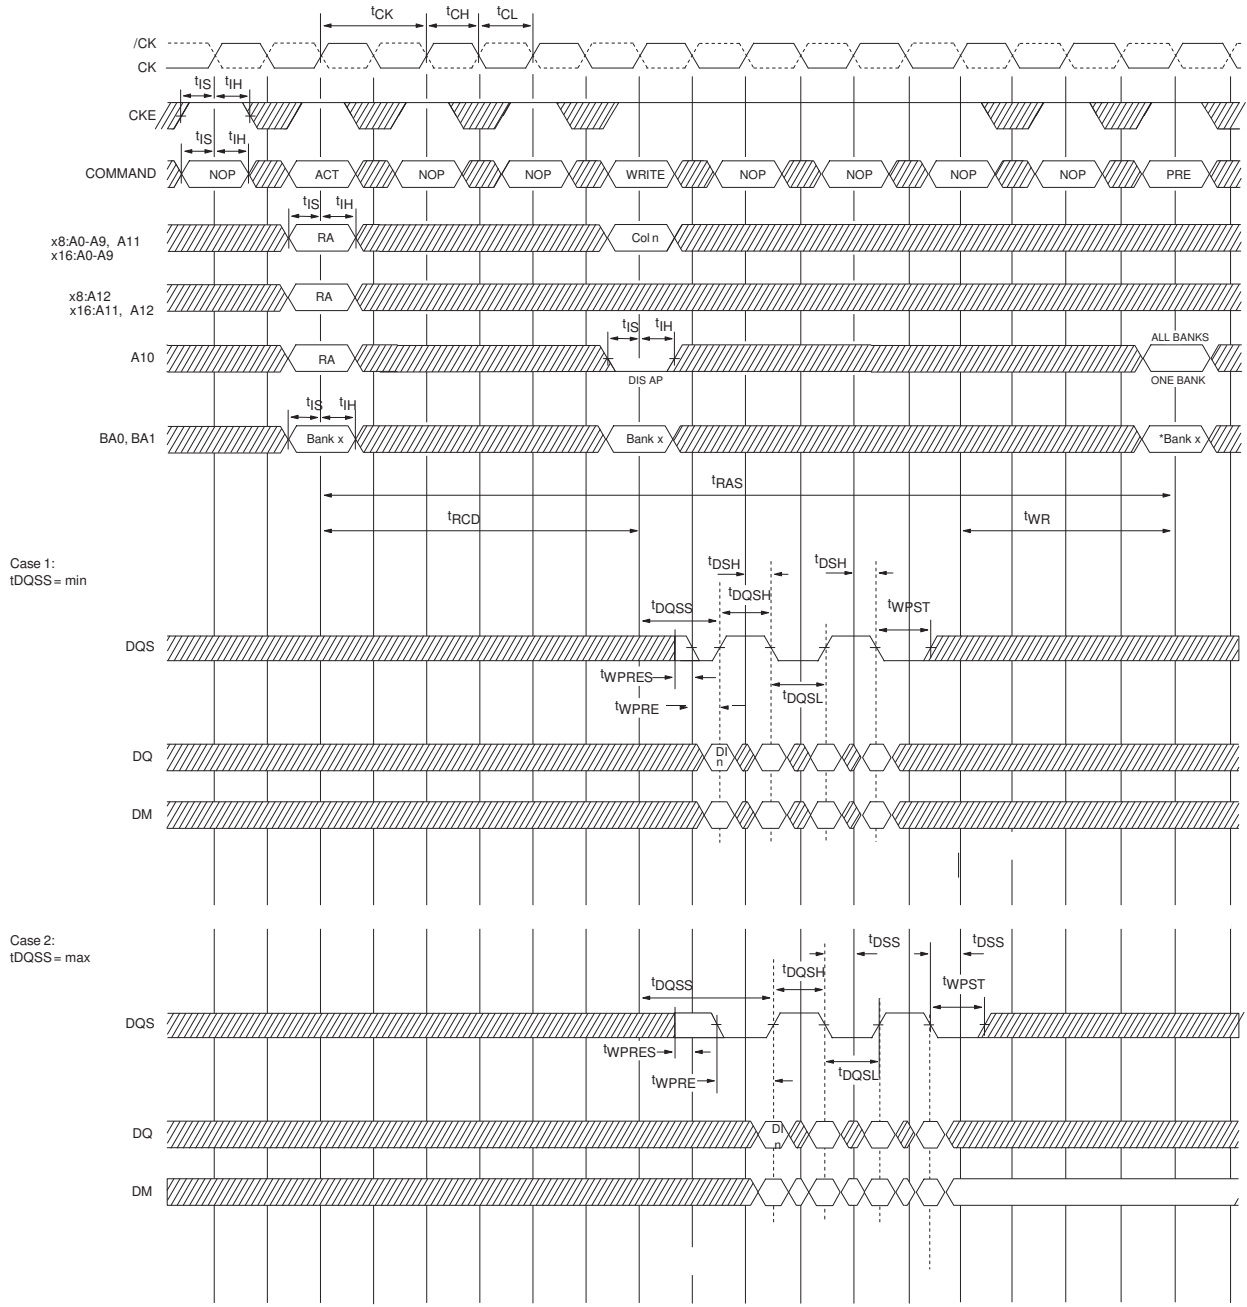 tCK tCH tCL
/CK
CK
tIS tIH
CKE
tIS tIH
COMMAND NOP ACT NOP NOP WRITE NOP NOP NOP NOP PRE
tIS tIH
x8:A0-A9, A11 RA Col n
x16:A0-A9
x8:A12 RA
x16:A11, A12
tIS tIH ALL BANKS
A10 RA
DIS AP ONE BANK
tIS tIH
BA0, BA1 Bank x Bank x *Bank x
tRAS
tRCD tWR
Case 1:
tDQSS = min
tDSH tDSH
tDQSH
tDQSS tWPST
DQS
tWPRES
tDQSL
tWPRE
DQ DI
n
DM
Case 2:
tDQSS = max
tDSS tDSS
tDQSH
tDQSS tWPST
DQS
tWPRES
tDQSL
tWPRE
DQ DI
n
DM